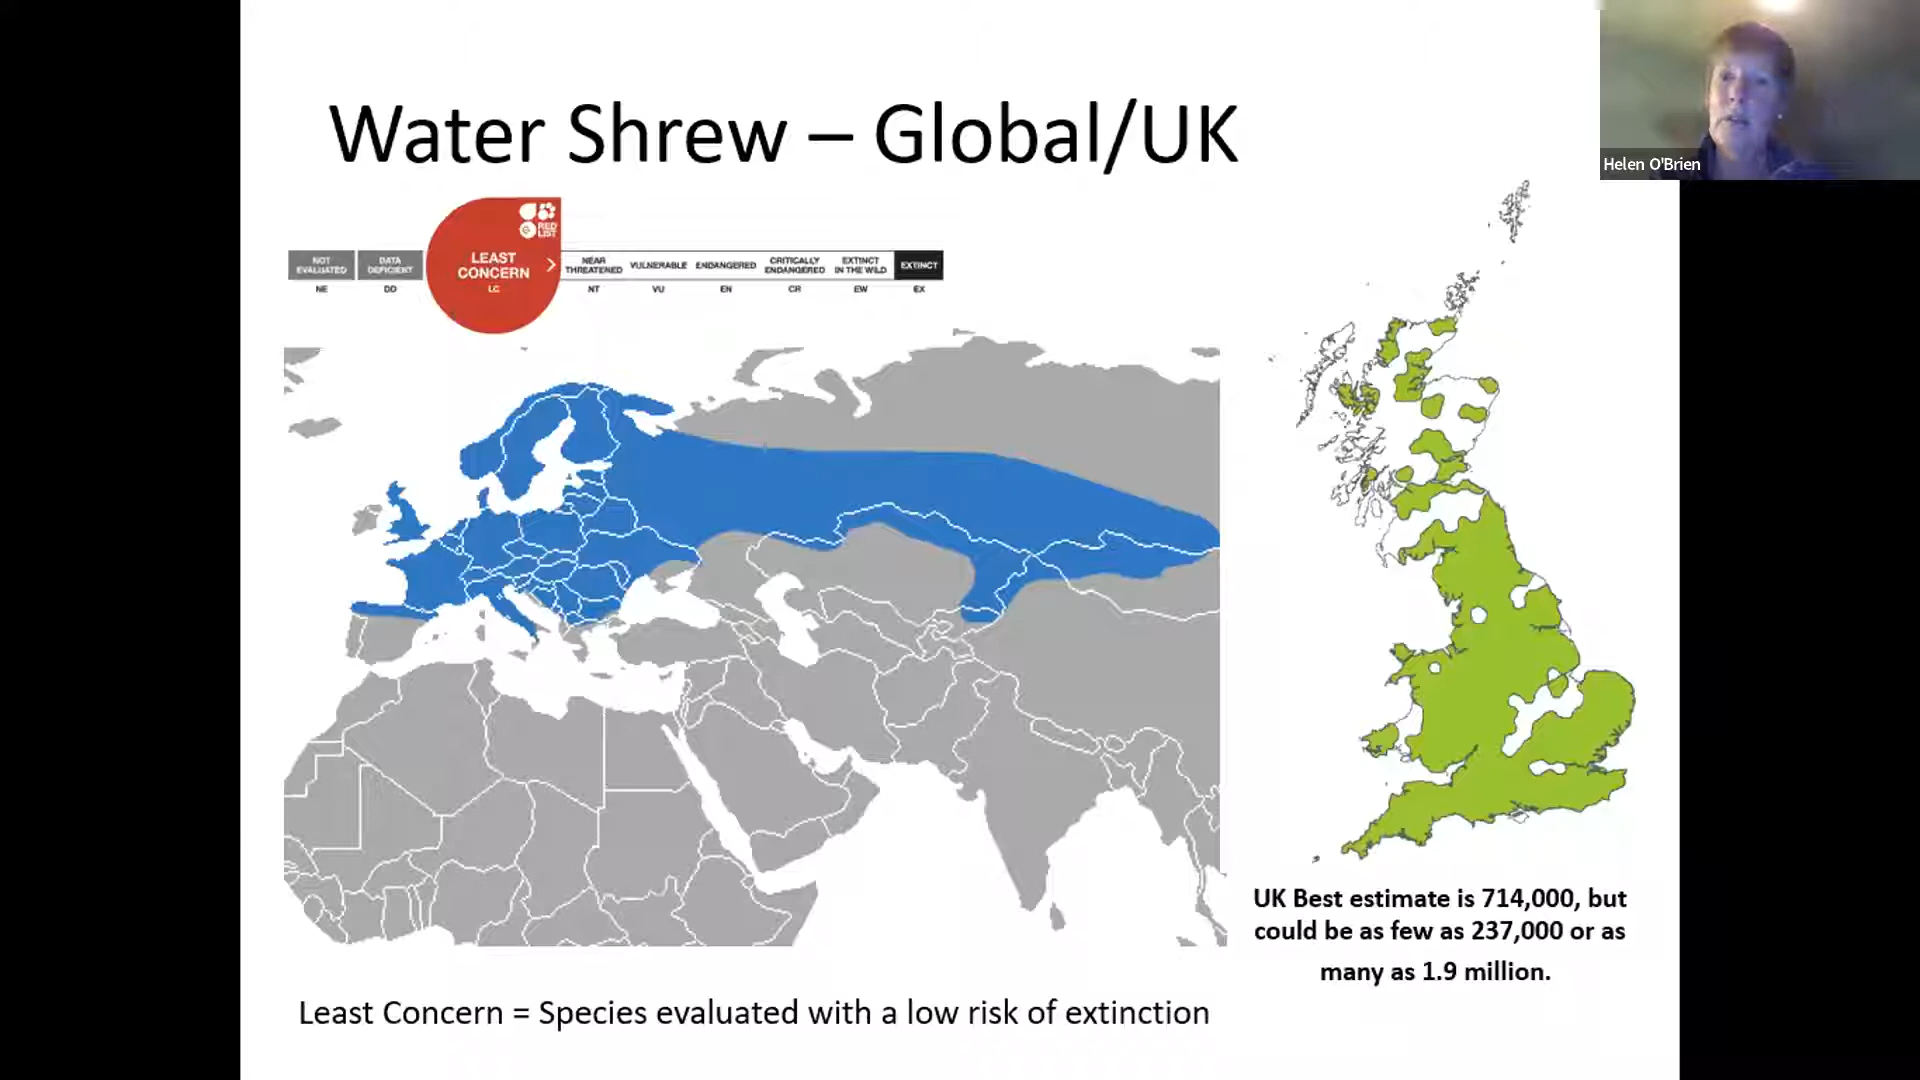 Water Shrew – Global/UK
Helen O'Brien
RED
LIST
NOT
EVALUATED
DATA
DEFICIENT
LEAST
CONCERN
NEAR
THREATENED
VULNERABLE
ENDANGERED
CRITICALLY
ENDANGERED
EXTINCT
IN THE WILD
EXTINCT
NE
DD
LC
NT
VU
EN
CR
EW
EX
UK Best estimate is 714,000, but
could be as few as 237,000 or as
many as 1.9 million.
Least Concern = Species evaluated with a low risk of extinction